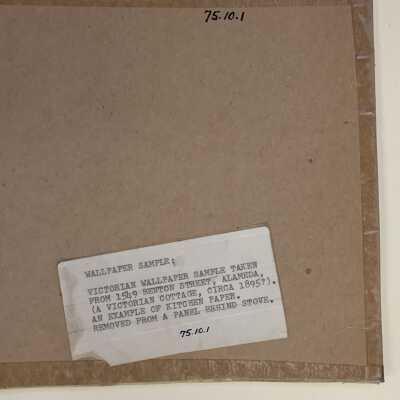 75.10.1
WALLPAPER SAMPLE;
VICTORIAN WALLPAPER SAMPLE TAKEN
FROM 1549 BENTON STREET, ALAMEDA,
(A VICTORIAN COTTAGE, CIRCA 1895?).
AN EXAMPLE OF KITCHEN PAPER.
REMOVED FROM A PANEL BEHIND STOVE.
75.10.1